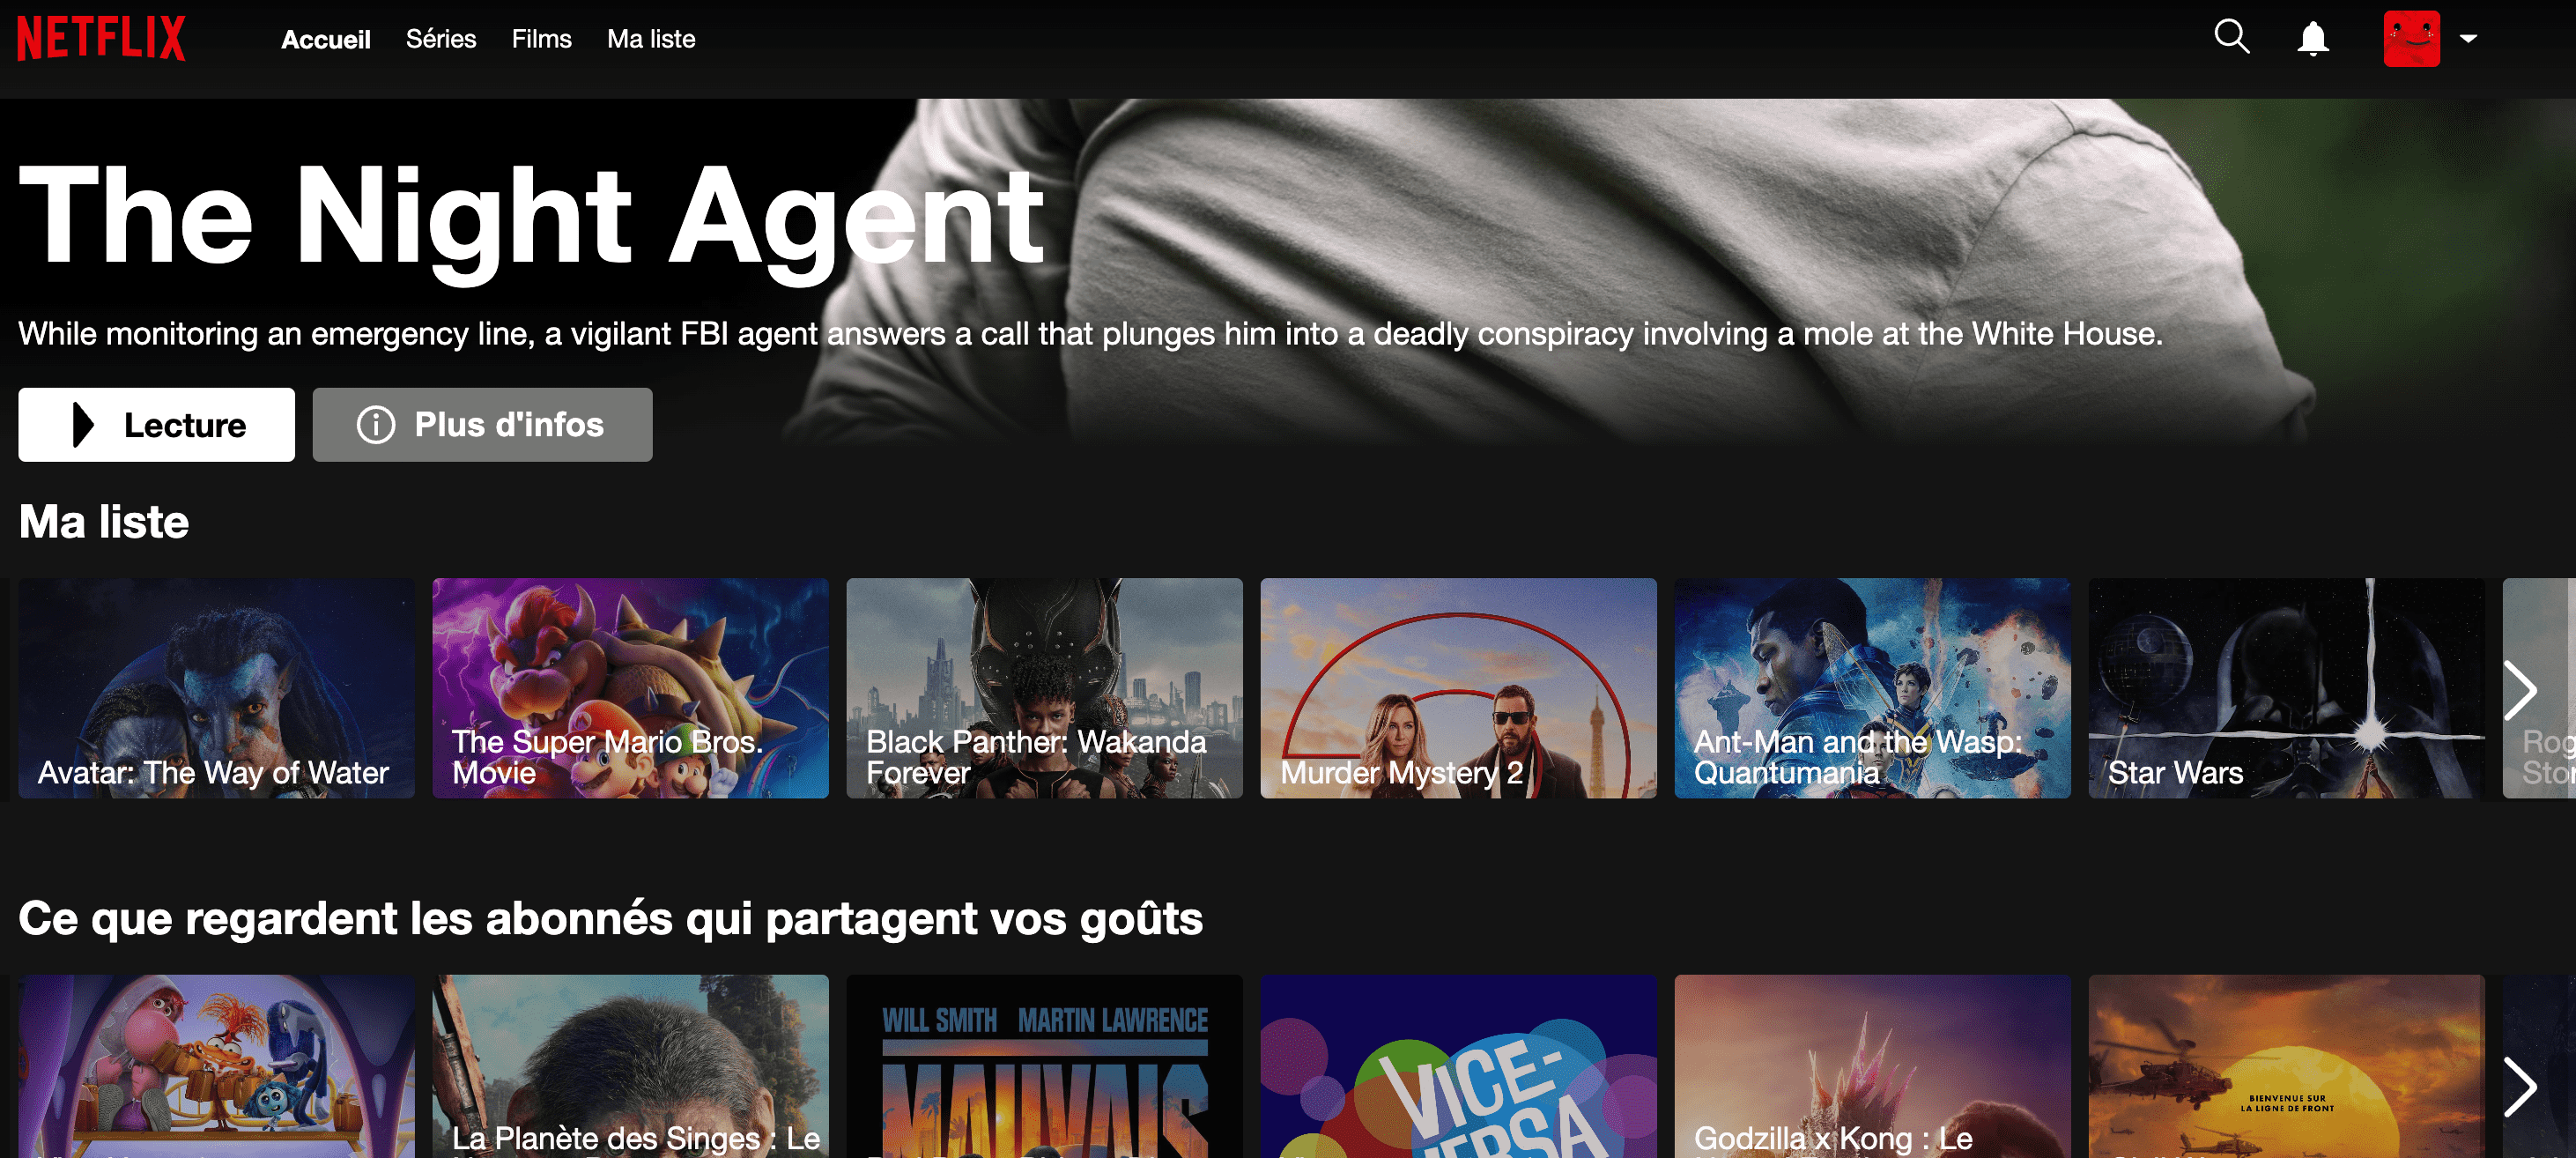 NETFLIX
Accueil Séries Films Ma liste
The Night Agent
While monitoring an emergency line, a vigilant FBI agent answers a call that plunges him into a deadly conspiracy involving a mole at the White House.
Lecture Plus d'infos
Ma liste
Avatar: The Way of Water
The Super Mario Bros.
Movie
Black Panther: Wakanda
Forever
Murder Mystery 2
Ant-Man and the Wasp:
Quantumania
Star Wars
Ce que regardent les abonnés qui partagent vos goûts
La Planète des Singes : Le
WILL SMITH MARTIN LAWRENCE
MAUVAIS
VICE-
VERSA
Godzilla x Kong : Le
BIENVENUE SUR
LA LIGNE DE FRONT